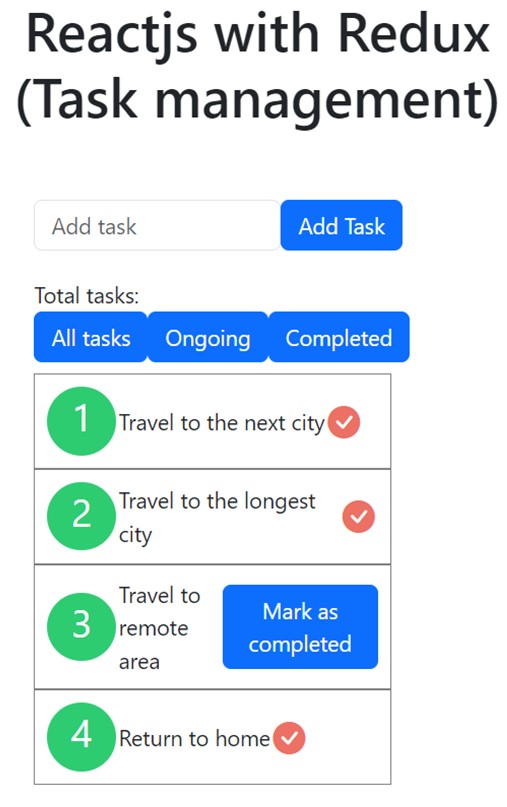 Reactjs with Redux
(Task management)
Add task
Add Task
Total tasks:
All tasks
Ongoing
Completed
1
Travel to the next city
2
Travel to the longest
city
3
Travel to
remote
area
Mark as
completed
4
Return to home